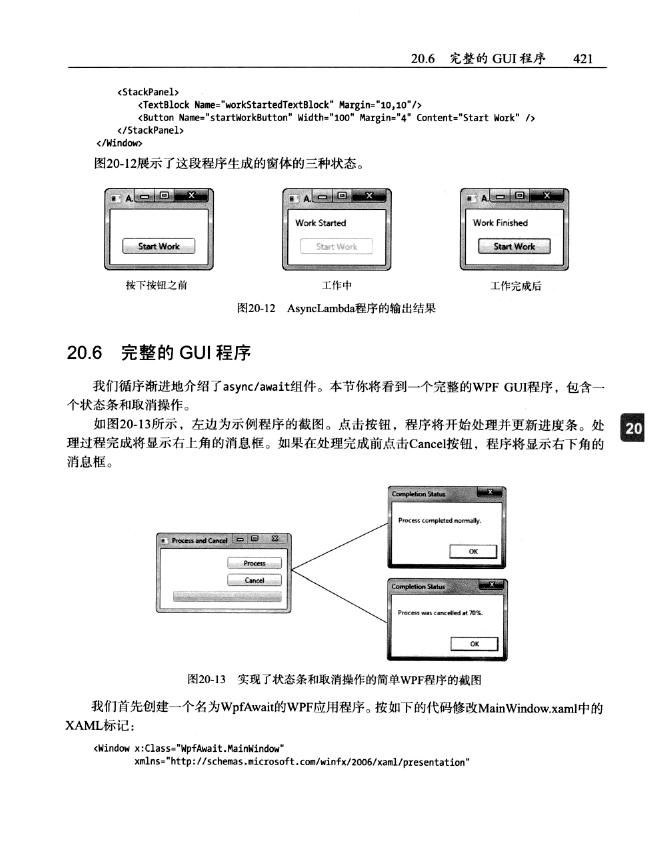 20.6 完整的 GUI 程序 421
<StackPanel>
<TextBlock Name="workStartedTextBlock" Margin="10,10"/>
<Button Name="startWorkButton" Width="100" Margin="4" Content="Start Work" />
</StackPanel>
</Window>
图20-12展示了这段程序生成的窗体的三种状态。
A.
A.
A.
Work Started
Work Finished
Start Work
Start Work
Start Work
按下按钮之前
工作中
工作完成后
图20-12 AsyncLambda程序的输出结果
20.6 完整的 GUI 程序
我们循序渐进地介绍了async/await组件。本节你将看到一个完整的WPF GUI程序，包含一
个状态条和取消操作。
如图20-13所示，左边为示例程序的截图。点击按钮，程序将开始处理并更新进度条。处
理过程完成将显示右上角的消息框。如果在处理完成前点击Cancel按钮，程序将显示右下角的
消息框。
20
Process and Cancel
Process
Cancel
Completion Status
Process completed normally.
OK
Completion Status
Process was cancelled at 70%.
OK
图20-13 实现了状态条和取消操作的简单WPF程序的截图
我们首先创建一个名为WpfAwait的WPF应用程序。按如下的代码修改MainWindow.xaml中的
XAML标记：
<Window x:Class="WpfAwait.MainWindow"
xmlns="http://schemas.microsoft.com/winfx/2006/xaml/presentation"